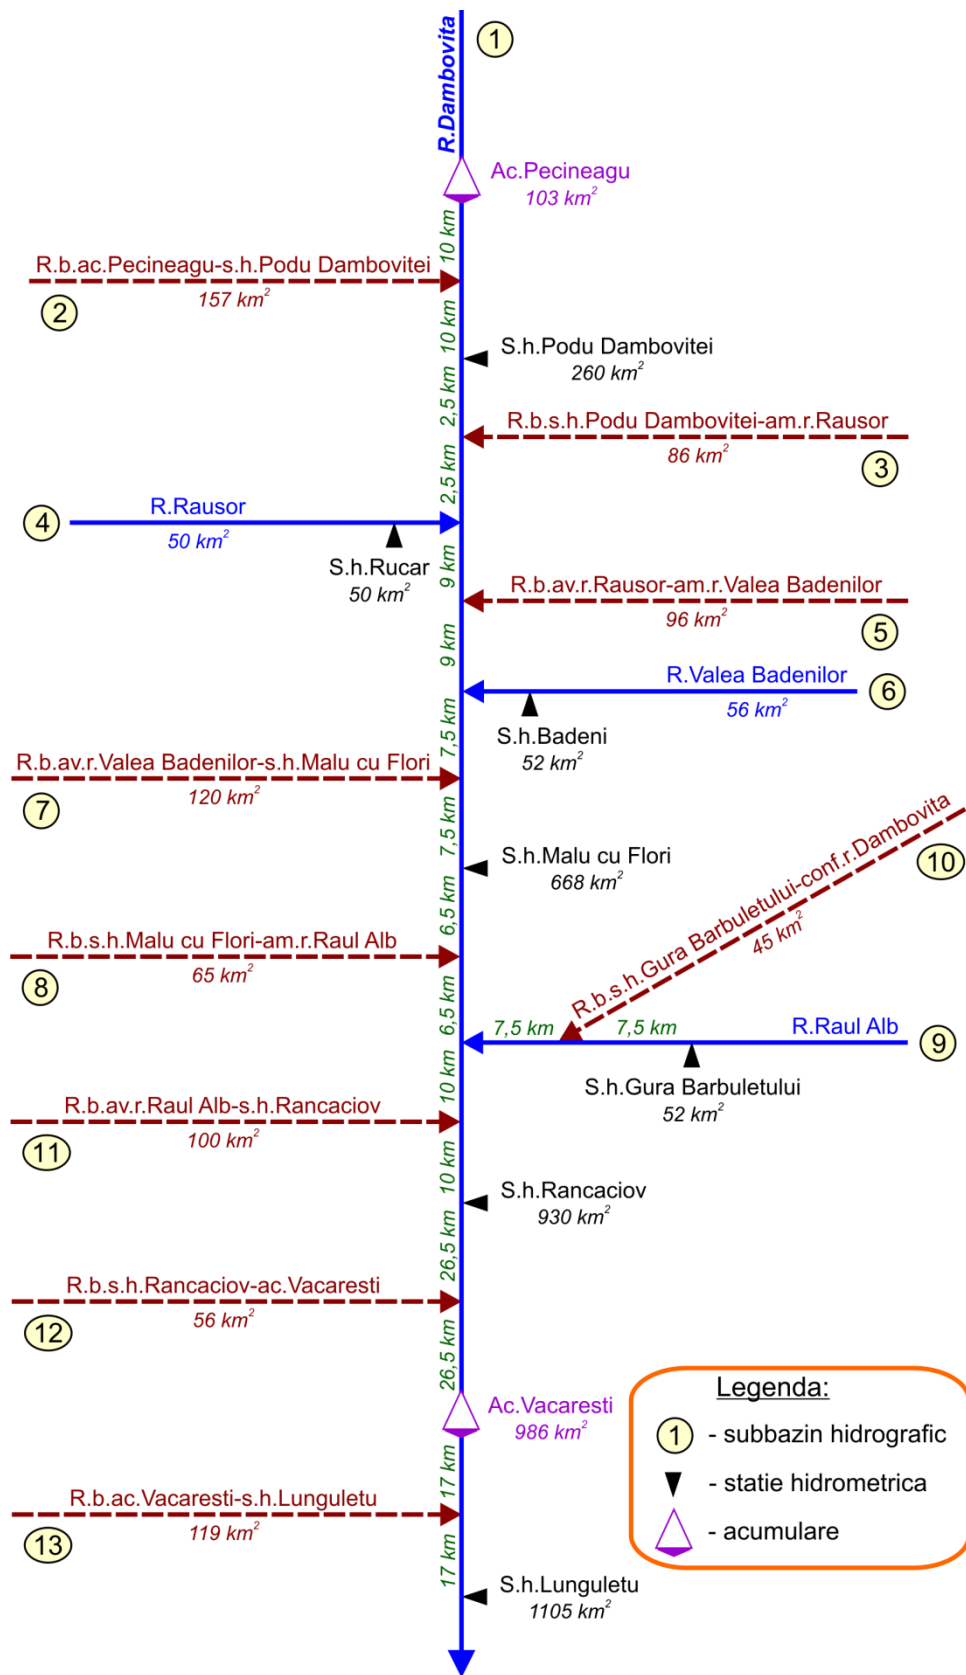 1
R.Dambovita
Ac.Pecineagu
103 km²
10 km
R.b.ac.Pecineagu-s.h.Podu Dambovitei
157 km²
2
10 km
S.h.Podu Dambovitei
260 km²
2,5 km
R.b.s.h.Podu Dambovitei-am.r.Rausor
86 km²
3
2,5 km
R.Rausor
4
50 km²
S.h.Rucar
50 km²
9 km
R.b.av.r.Rausor-am.r.Valea Badenilor
96 km²
5
9 km
R.Valea Badenilor
6
56 km²
S.h.Badeni
52 km²
7,5 km
R.b.av.r.Valea Badenilor-s.h.Malu cu Flori
120 km²
7
7,5 km
S.h.Malu cu Flori
668 km²
R.b.s.h.Gura Barbuletului-conf.r.Dambovita
45 km²
10
6,5 km
R.b.s.h.Malu cu Flori-am.r.Raul Alb
65 km²
8
6,5 km
7,5 km
7,5 km
R.Raul Alb
9
S.h.Gura Barbuletului
52 km²
10 km
R.b.av.r.Raul Alb-s.h.Rancaciov
100 km²
11
10 km
S.h.Rancaciov
930 km²
26,5 km
R.b.s.h.Rancaciov-ac.Vacaresti
56 km²
12
26,5 km
Ac.Vacaresti
986 km²
17 km
R.b.ac.Vacaresti-s.h.Lunguletu
119 km²
13
17 km
S.h.Lunguletu
1105 km²
Legenda:
1 - subbazin hidrografic
- statie hidrometrica
- acumulare